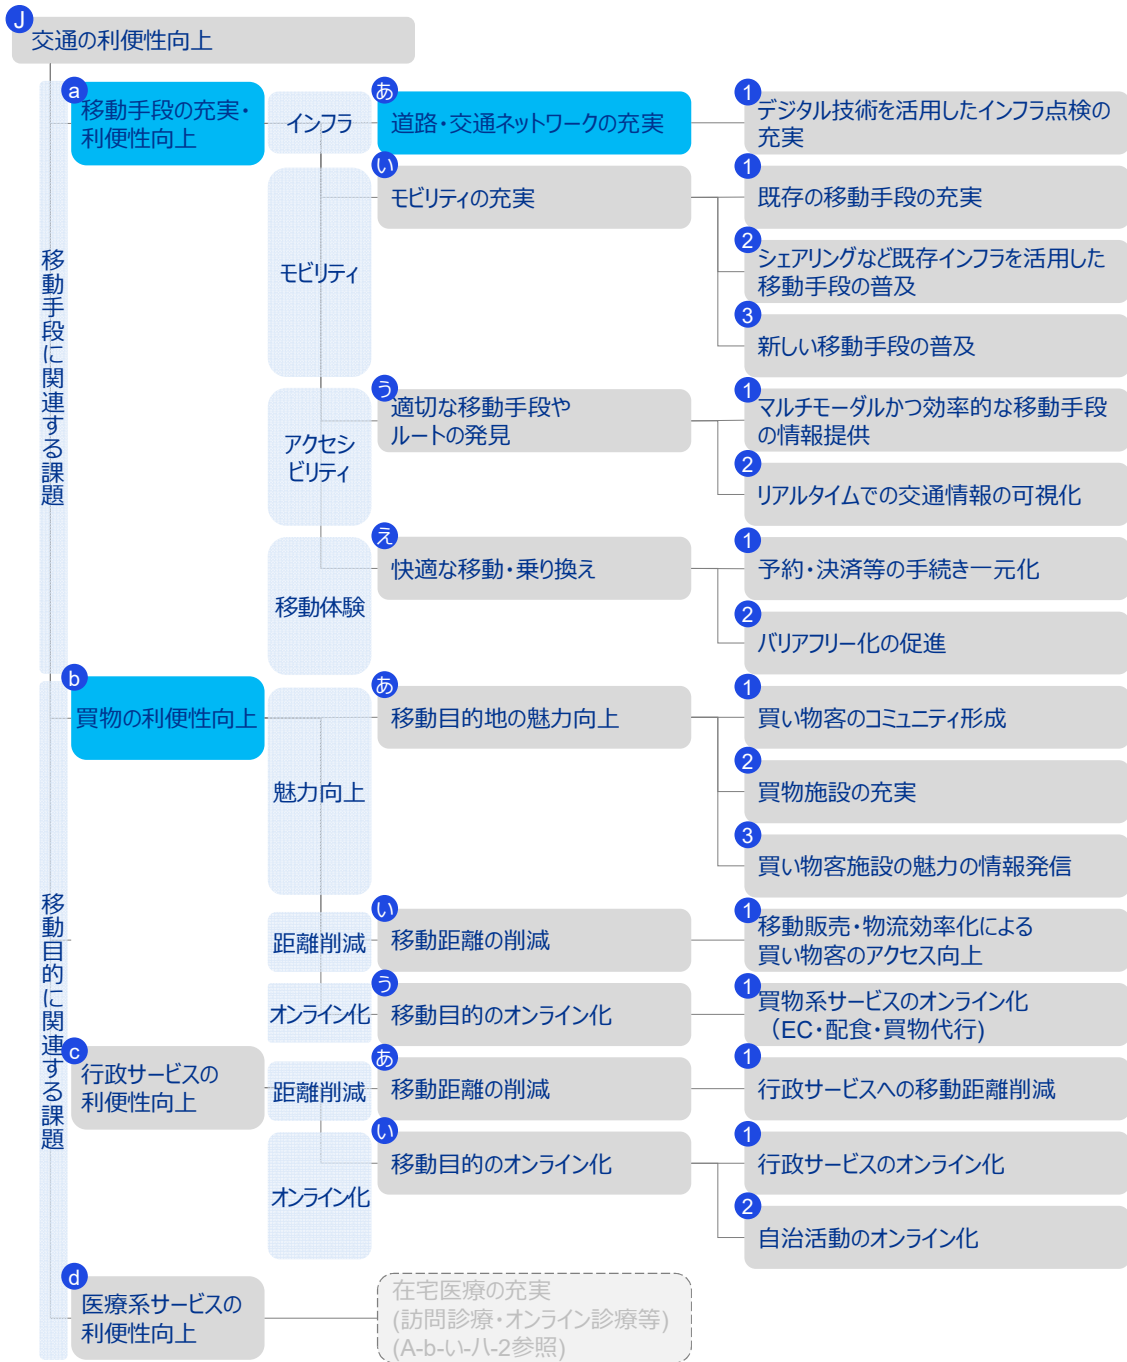 J
交通の利便性向上
移動手段に関連する課題
a
移動手段の充実・
利便性向上
インフラ
あ
道路・交通ネットワークの充実
1
デジタル技術を活用したインフラ点検の
充実
モビリティ
い
モビリティの充実
1
既存の移動手段の充実
2
シェアリングなど既存インフラを活用した
移動手段の普及
3
新しい移動手段の普及
アクセシ
ビリティ
う
適切な移動手段や
ルートの発見
1
マルチモーダルかつ効率的な移動手段
の情報提供
2
リアルタイムでの交通情報の可視化
移動体験
え
快適な移動・乗り換え
1
予約・決済等の手続き一元化
2
バリアフリー化の促進
移動目的に関連する課題
b
買物の利便性向上
魅力向上
あ
移動目的地の魅力向上
1
買い物客のコミュニティ形成
2
買物施設の充実
3
買い物客施設の魅力の情報発信
距離削減
い
移動距離の削減
1
移動販売・物流効率化による
買い物客のアクセス向上
オンライン化
う
移動目的のオンライン化
1
買物系サービスのオンライン化
（EC・配食・買物代行)
c
行政サービスの
利便性向上
距離削減
あ
移動距離の削減
1
行政サービスへの移動距離削減
オンライン化
い
移動目的のオンライン化
1
行政サービスのオンライン化
2
自治活動のオンライン化
d
医療系サービスの
利便性向上
在宅医療の充実
(訪問診療・オンライン診療等)
(A-b-い-ハ-2参照)